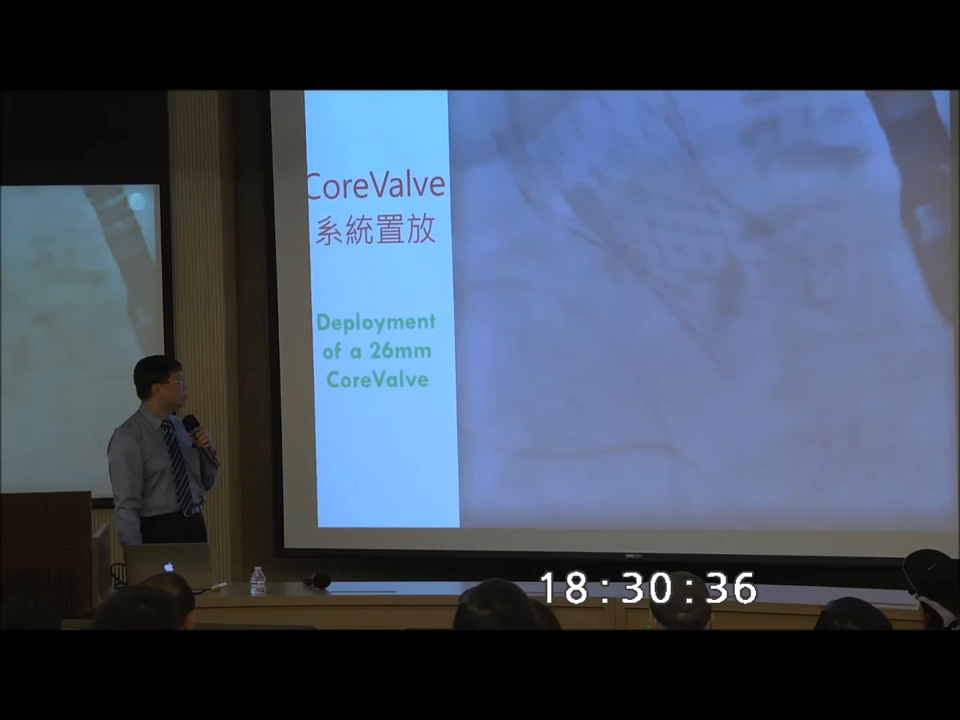 CoreValve
系統置放
Deployment
of a 26mm
CoreValve
18:30:36